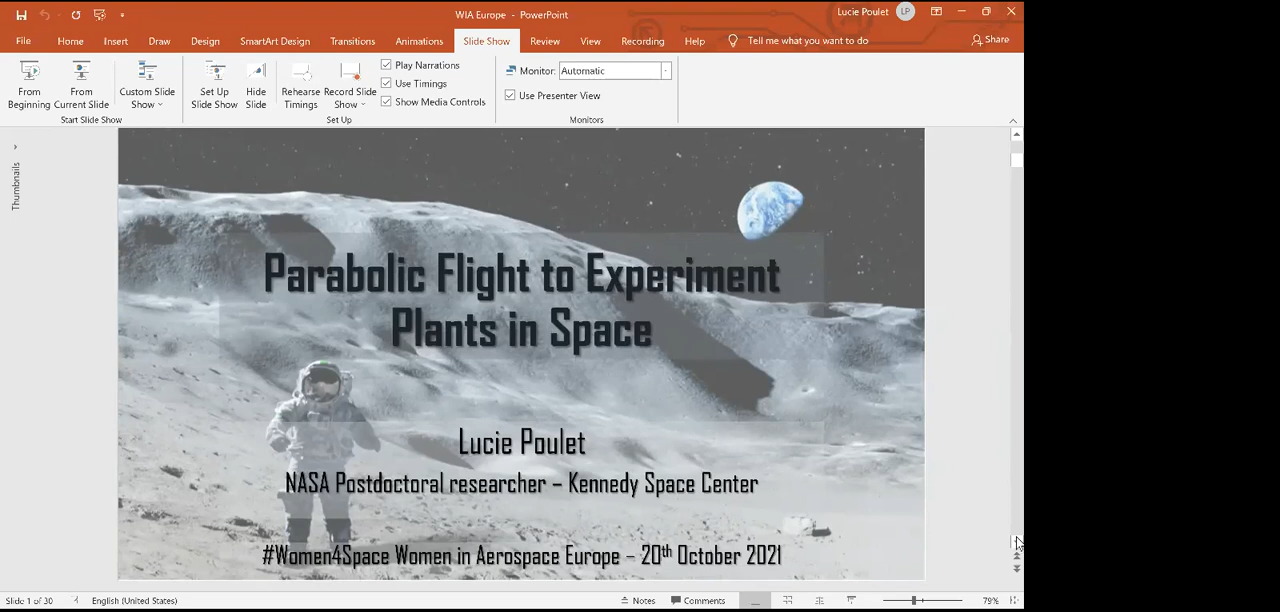 WIA Europe - PowerPoint
Lucie Poulet
LP
File
Home
Insert
Draw
Design
SmartArt Design
Transitions
Animations
Slide Show
Review
View
Recording
Help
Tell me what you want to do
Share
From
Beginning
From
Current Slide
Custom Slide
Show
Set Up
Slide Show
Hide
Slide
Rehearse
Timings
Record Slide
Show
Play Narrations
Use Timings
Show Media Controls
Monitor: Automatic
Use Presenter View
Start Slide Show
Set Up
Monitors
Thumbnails
Parabolic Flight to Experiment
Plants in Space
Lucie Poulet
NASA Postdoctoral researcher – Kennedy Space Center
#Women4Space Women in Aerospace Europe – 20th October 2021
Slide 1 of 30
English (United States)
Notes
Comments
79%